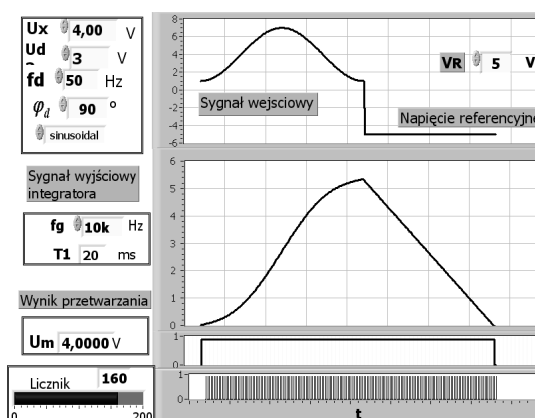 Ux 4,00 V
Ud 3 V
fd 50 Hz
φd 90 °
sinusoidal
Sygnał wyjściowy
integratora
fg 10k Hz
T1 20 ms
Wynik przetwarzania
Um 4,0000 V
Licznik 160
0 200
8
6
4
2
0
-2
-4
-6
Sygnał wejsciowy
VR 5 V
Napięcie referencyjne
6
5
4
3
2
1
0
1
0
1
0
t